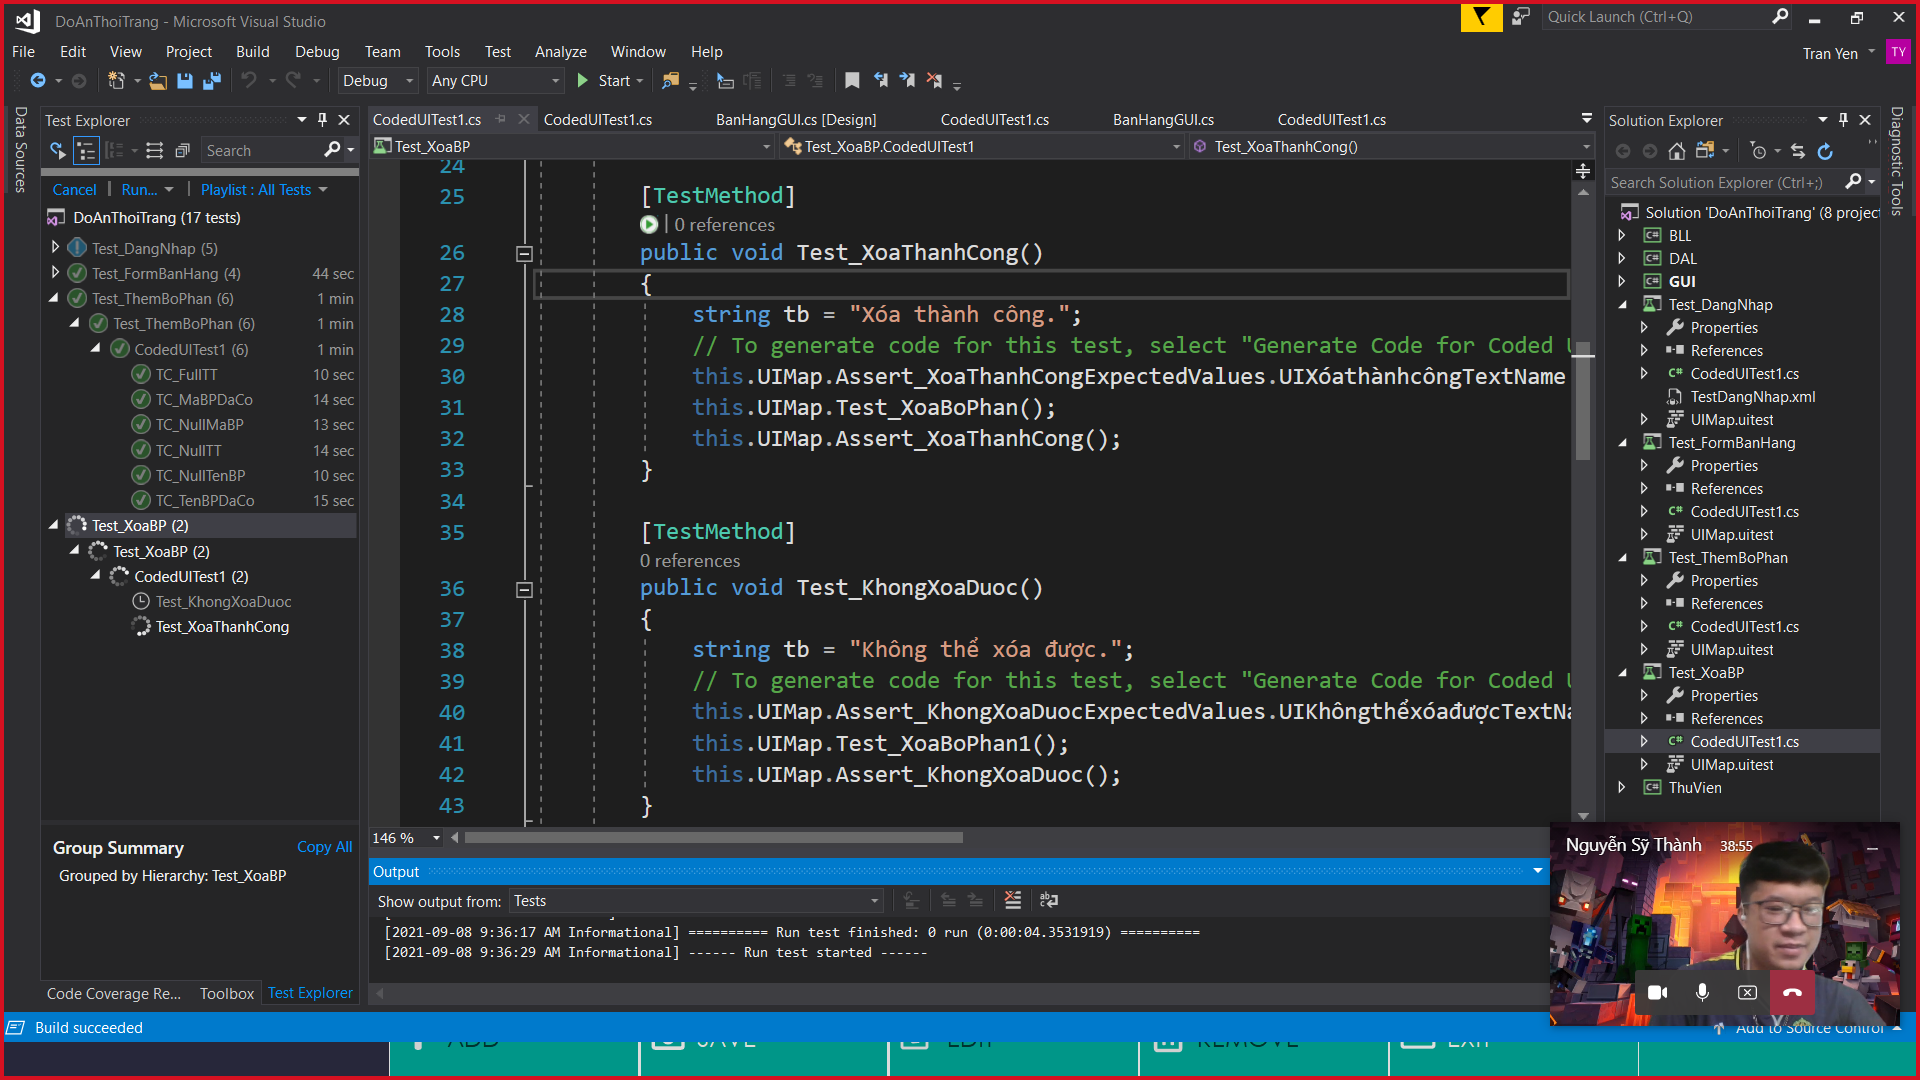 DoAnThoiTrang - Microsoft Visual Studio
Quick Launch (Ctrl+Q)
File Edit View Project Build Debug Team Tools Test Analyze Window Help
Tran Yen TY
Debug Any CPU Start
Data Sources
Test Explorer
Search
Cancel Run... Playlist : All Tests
DoAnThoiTrang (17 tests)
Test_DangNhap (5)
Test_FormBanHang (4) 44 sec
Test_ThemBoPhan (6) 1 min
Test_ThemBoPhan (6) 1 min
CodedUITest1 (6) 1 min
TC_FullTT 10 sec
TC_MaBPDaCo 14 sec
TC_NullMaBP 13 sec
TC_NullTT 14 sec
TC_NullTenBP 10 sec
TC_TenBPDaCo 15 sec
Test_XoaBP (2)
Test_XoaBP (2)
CodedUITest1 (2)
Test_KhongXoaDuoc
Test_XoaThanhCong
Group Summary Copy All
Grouped by Hierarchy: Test_XoaBP
Code Coverage Re... Toolbox Test Explorer
CodedUITest1.cs CodedUITest1.cs BanHangGUI.cs [Design] CodedUITest1.cs BanHangGUI.cs CodedUITest1.cs
Test_XoaBP Test_XoaBP.CodedUITest1 Test_XoaThanhCong()
24
25 [TestMethod]
0 references
26 public void Test_XoaThanhCong()
27 {
28 string tb = "Xóa thành công.";
29 // To generate code for this test, select "Generate Code for Coded
30 this.UIMap.Assert_XoaThanhCongExpectedValues.UIXóathànhcôngTextName
31 this.UIMap.Test_XoaBoPhan();
32 this.UIMap.Assert_XoaThanhCong();
33 }
34
35 [TestMethod]
0 references
36 public void Test_KhongXoaDuoc()
37 {
38 string tb = "Không thể xóa được.";
39 // To generate code for this test, select "Generate Code for Coded
40 this.UIMap.Assert_KhongXoaDuocExpectedValues.UIKhôngthểxóađượcTextNa
41 this.UIMap.Test_XoaBoPhan1();
42 this.UIMap.Assert_KhongXoaDuoc();
43 }
146 %
Output
Show output from: Tests
[2021-09-08 9:36:17 AM Informational] ========== Run test finished: 0 run (0:00:04.3531919) ==========
[2021-09-08 9:36:29 AM Informational] ------ Run test started ------
Solution Explorer
Search Solution Explorer (Ctrl+;)
Solution 'DoAnThoiTrang' (8 project
BLL
DAL
GUI
Test_DangNhap
Properties
References
CodedUITest1.cs
TestDangNhap.xml
UIMap.uitest
Test_FormBanHang
Properties
References
CodedUITest1.cs
UIMap.uitest
Test_ThemBoPhan
Properties
References
CodedUITest1.cs
UIMap.uitest
Test_XoaBP
Properties
References
CodedUITest1.cs
UIMap.uitest
ThuVien
Diagnostic Tools
Nguyễn Sỹ Thành 38:55
Build succeeded
Add to Source Control
ADD SAVE EDIT REMOVE EXIT